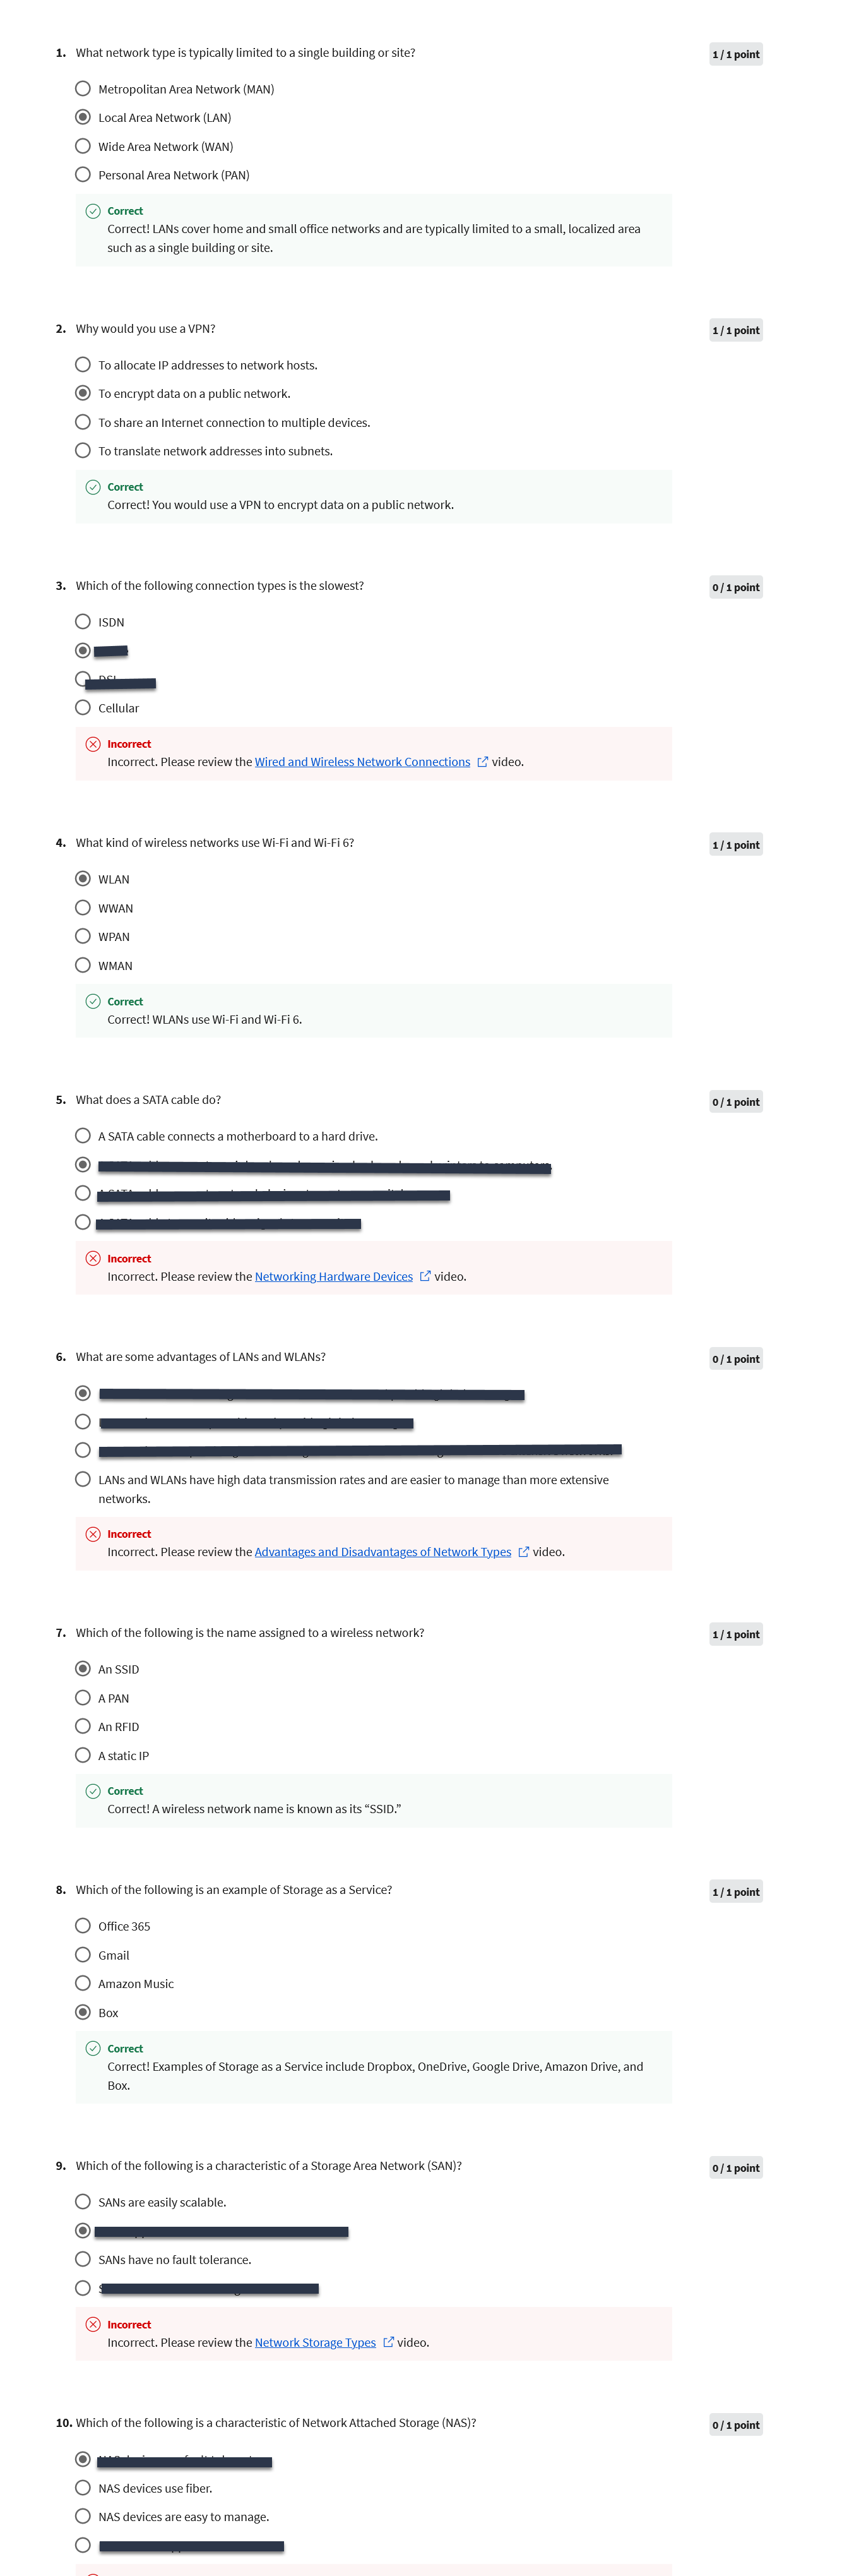 1. What network type is typically limited to a single building or site?
1 / 1 point
Metropolitan Area Network (MAN)
Local Area Network (LAN)
Wide Area Network (WAN)
Personal Area Network (PAN)
Correct
Correct! LANs cover home and small office networks and are typically limited to a small, localized area
such as a single building or site.
2. Why would you use a VPN?
1 / 1 point
To allocate IP addresses to network hosts.
To encrypt data on a public network.
To share an Internet connection to multiple devices.
To translate network addresses into subnets.
Correct
Correct! You would use a VPN to encrypt data on a public network.
3. Which of the following connection types is the slowest?
0 / 1 point
ISDN
Cellular
Incorrect
Incorrect. Please review the Wired and Wireless Network Connections video.
4. What kind of wireless networks use Wi-Fi and Wi-Fi 6?
1 / 1 point
WLAN
WWAN
WPAN
WMAN
Correct
Correct! WLANs use Wi-Fi and Wi-Fi 6.
5. What does a SATA cable do?
0 / 1 point
A SATA cable connects a motherboard to a hard drive.
Incorrect
Incorrect. Please review the Networking Hardware Devices video.
6. What are some advantages of LANs and WLANs?
0 / 1 point
LANs and WLANs have high data transmission rates and are easier to manage than more extensive
networks.
Incorrect
Incorrect. Please review the Advantages and Disadvantages of Network Types video.
7. Which of the following is the name assigned to a wireless network?
1 / 1 point
An SSID
A PAN
An RFID
A static IP
Correct
Correct! A wireless network name is known as its “SSID.”
8. Which of the following is an example of Storage as a Service?
1 / 1 point
Office 365
Gmail
Amazon Music
Box
Correct
Correct! Examples of Storage as a Service include Dropbox, OneDrive, Google Drive, Amazon Drive, and
Box.
9. Which of the following is a characteristic of a Storage Area Network (SAN)?
0 / 1 point
SANs are easily scalable.
SANs have no fault tolerance.
Incorrect
Incorrect. Please review the Network Storage Types video.
10. Which of the following is a characteristic of Network Attached Storage (NAS)?
0 / 1 point
NAS devices use fiber.
NAS devices are easy to manage.